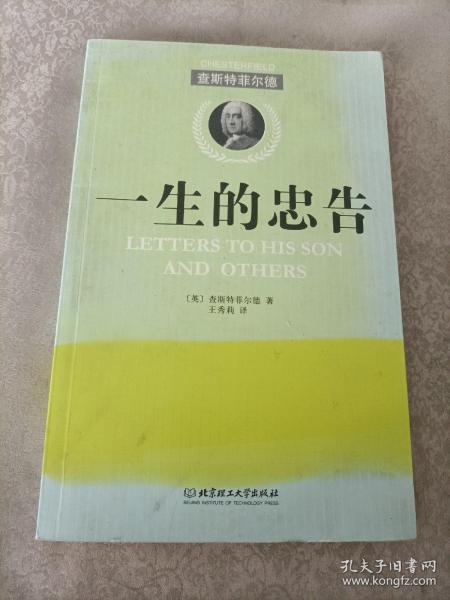 CHESTERFIELD
查斯特菲尔德
一生的忠告
LETTERS TO HIS SON
AND OTHERS
〔英〕查斯特菲尔德 著
王秀莉 译
北京理工大学出版社
BEIJING INSTITUTE OF TECHNOLOGY PRESS
孔夫子旧书网
www.kongfz.com